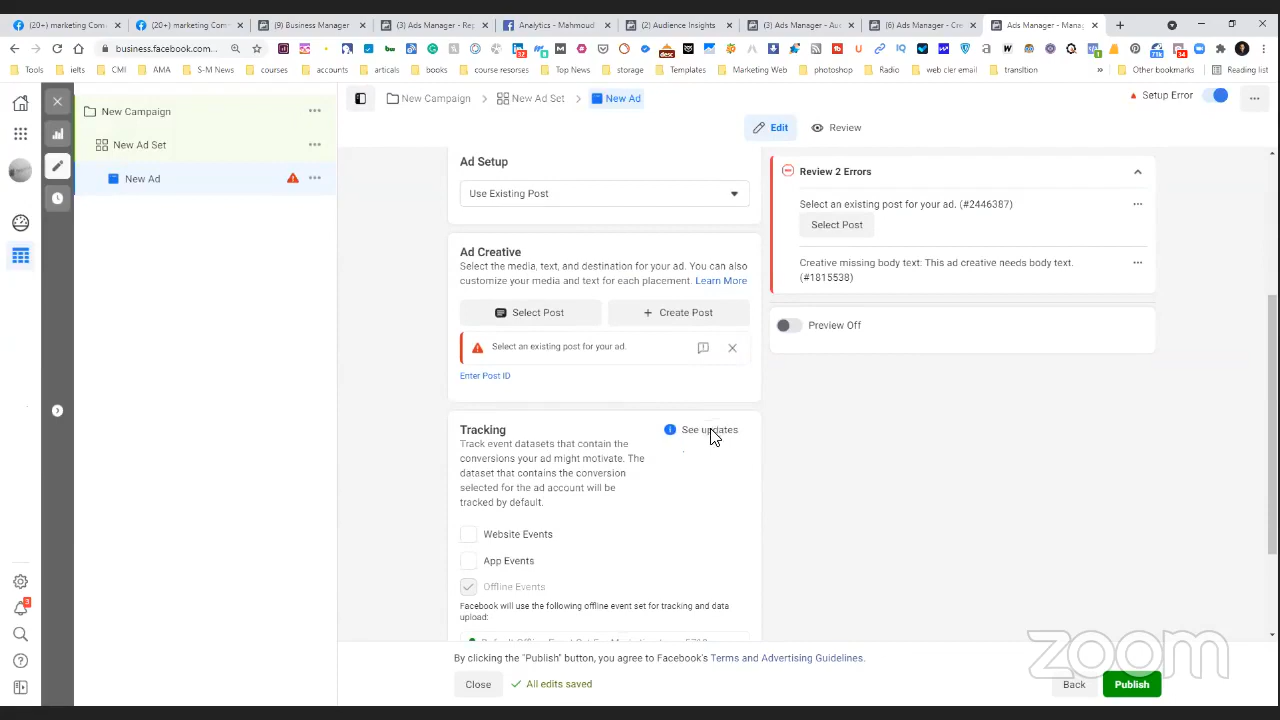 (20+) marketing Com
(20+) marketing Com
(9) Business Manager
(3) Ads Manager - Rep
Analytics - Mahmoud
(2) Audience Insights
(3) Ads Manager - Au
(6) Ads Manager - Cre
Ads Manager - Mana
business.facebook.com...
Tools
ielts
CMI
AMA
S-M New
courses
accounts
articals
books
course resorses
Top News
storage
Templates
Marketing Web
photoshop
Radio
web clier email
transltion
Other bookmarks
Reading list
New Campaign
New Ad Set
New Ad
New Campaign
New Ad Set
New Ad
Setup Error
Edit
Review
Ad Setup
Use Existing Post
Ad Creative
Select the media, text, and destination for your ad. You can also
customize your media and text for each placement. Learn More
Select Post
Create Post
Select an existing post for your ad.
Enter Post ID
Tracking
See updates
Track event datasets that contain the
conversions your ad might motivate. The
dataset that contains the conversion
selected for the ad account will be
tracked by default.
Website Events
App Events
Offline Events
Facebook will use the following offline event set for tracking and data
upload:
Review 2 Errors
Select an existing post for your ad. (#2446387)
Select Post
Creative missing body text: This ad creative needs body text.
(#1815538)
Preview Off
By clicking the "Publish" button, you agree to Facebook's Terms and Advertising Guidelines.
Close
All edits saved
Back
Publish
zoom